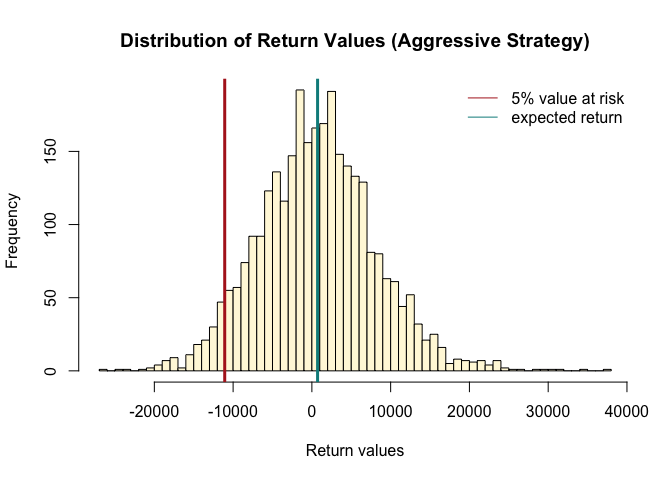 Distribution of Return Values (Aggressive Strategy)
5% value at risk
expected return
Frequency
150
100
50
0
-20000 -10000 0 10000 20000 30000 40000
Return values